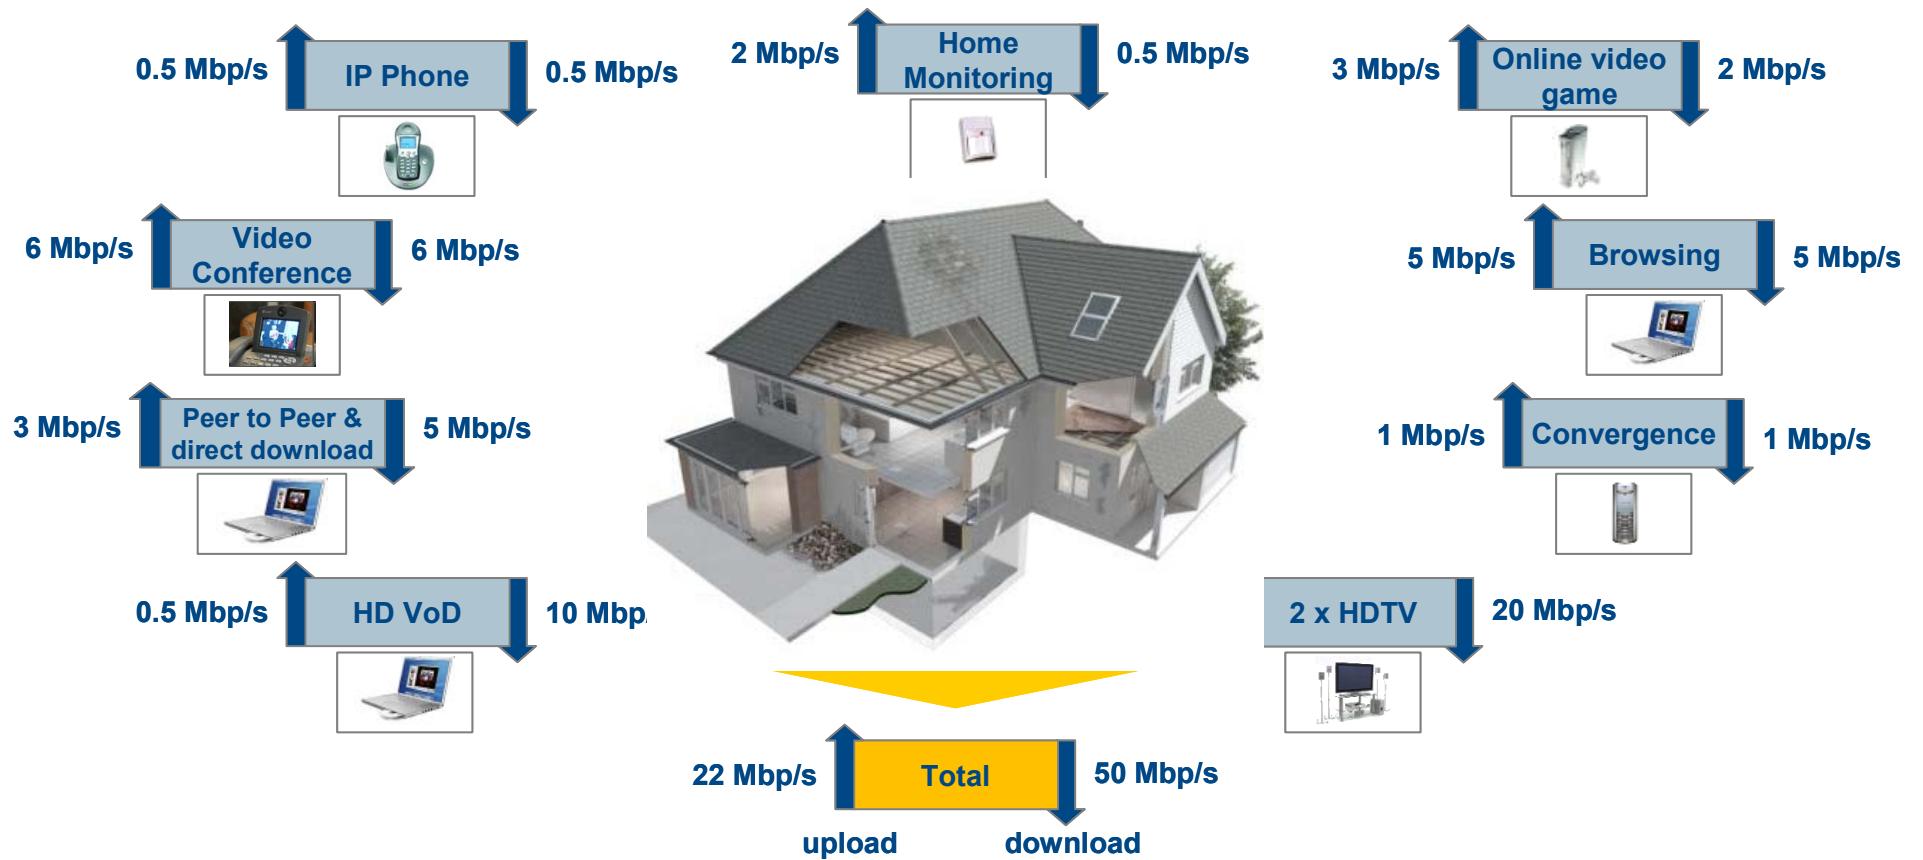 0.5 Mbp/s
IP Phone
0.5 Mbp/s
2 Mbp/s
Home
Monitoring
0.5 Mbp/s
3 Mbp/s
Online video
game
2 Mbp/s
6 Mbp/s
Video
Conference
6 Mbp/s
5 Mbp/s
Browsing
5 Mbp/s
3 Mbp/s
Peer to Peer &
direct download
5 Mbp/s
1 Mbp/s
Convergence
1 Mbp/s
0.5 Mbp/s
HD VoD
10 Mbp/
2 x HDTV
20 Mbp/s
22 Mbp/s
Total
50 Mbp/s
upload
download